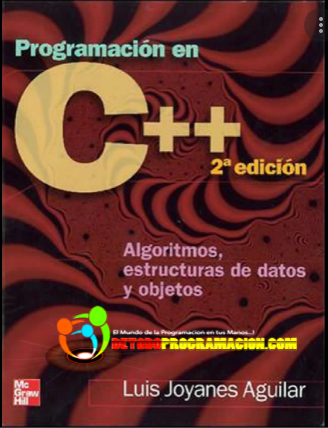 Programación en
C++
2ª edición
Algoritmos,
estructuras de datos
y objetos
El Mundo de la Programacion en tus Manos...!
DETODOPROGRAMACION.COM
Mc
Graw
Hill
Luis Joyanes Aguilar